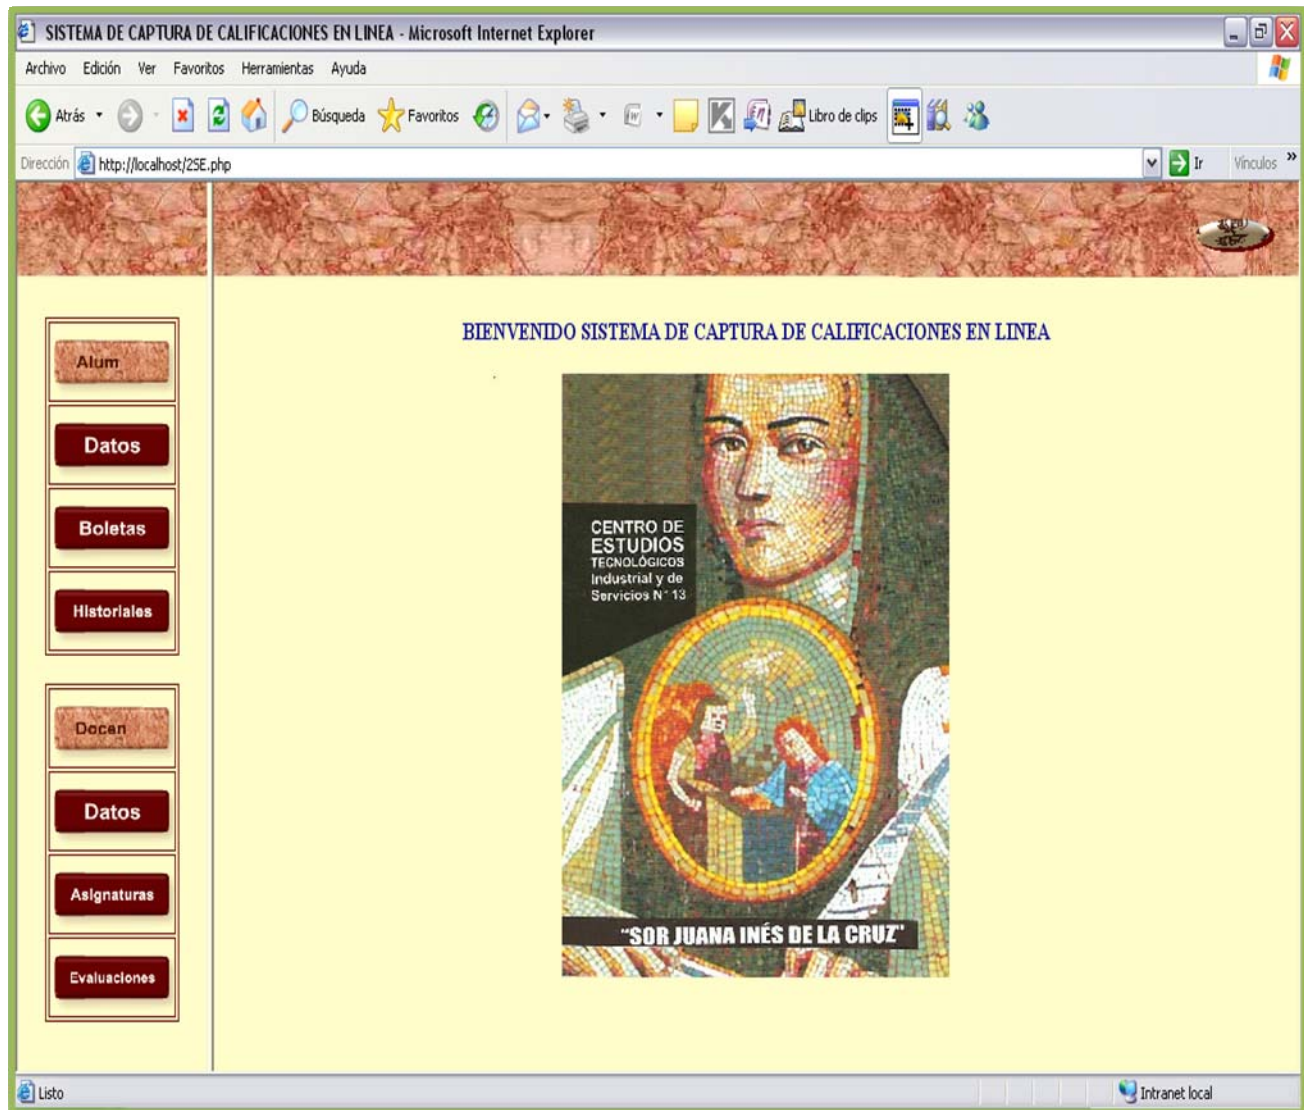 SISTEMA DE CAPTURA DE CALIFICACIONES EN LINEA - Microsoft Internet Explorer
Archivo Edición Ver Favoritos Herramientas Ayuda
Atrás Búsqueda Favoritos Libro de clips
Dirección http://localhost/2SE.php Ir Vínculos »
BIENVENIDO SISTEMA DE CAPTURA DE CALIFICACIONES EN LINEA
Alum
Datos
Boletas
Historiales
Docen
Datos
Asignaturas
Evaluaciones
CENTRO DE
ESTUDIOS
TECNOLÓGICOS
Industrial y de
Servicios N° 13
"SOR JUANA INÉS DE LA CRUZ"
Listo Intranet local